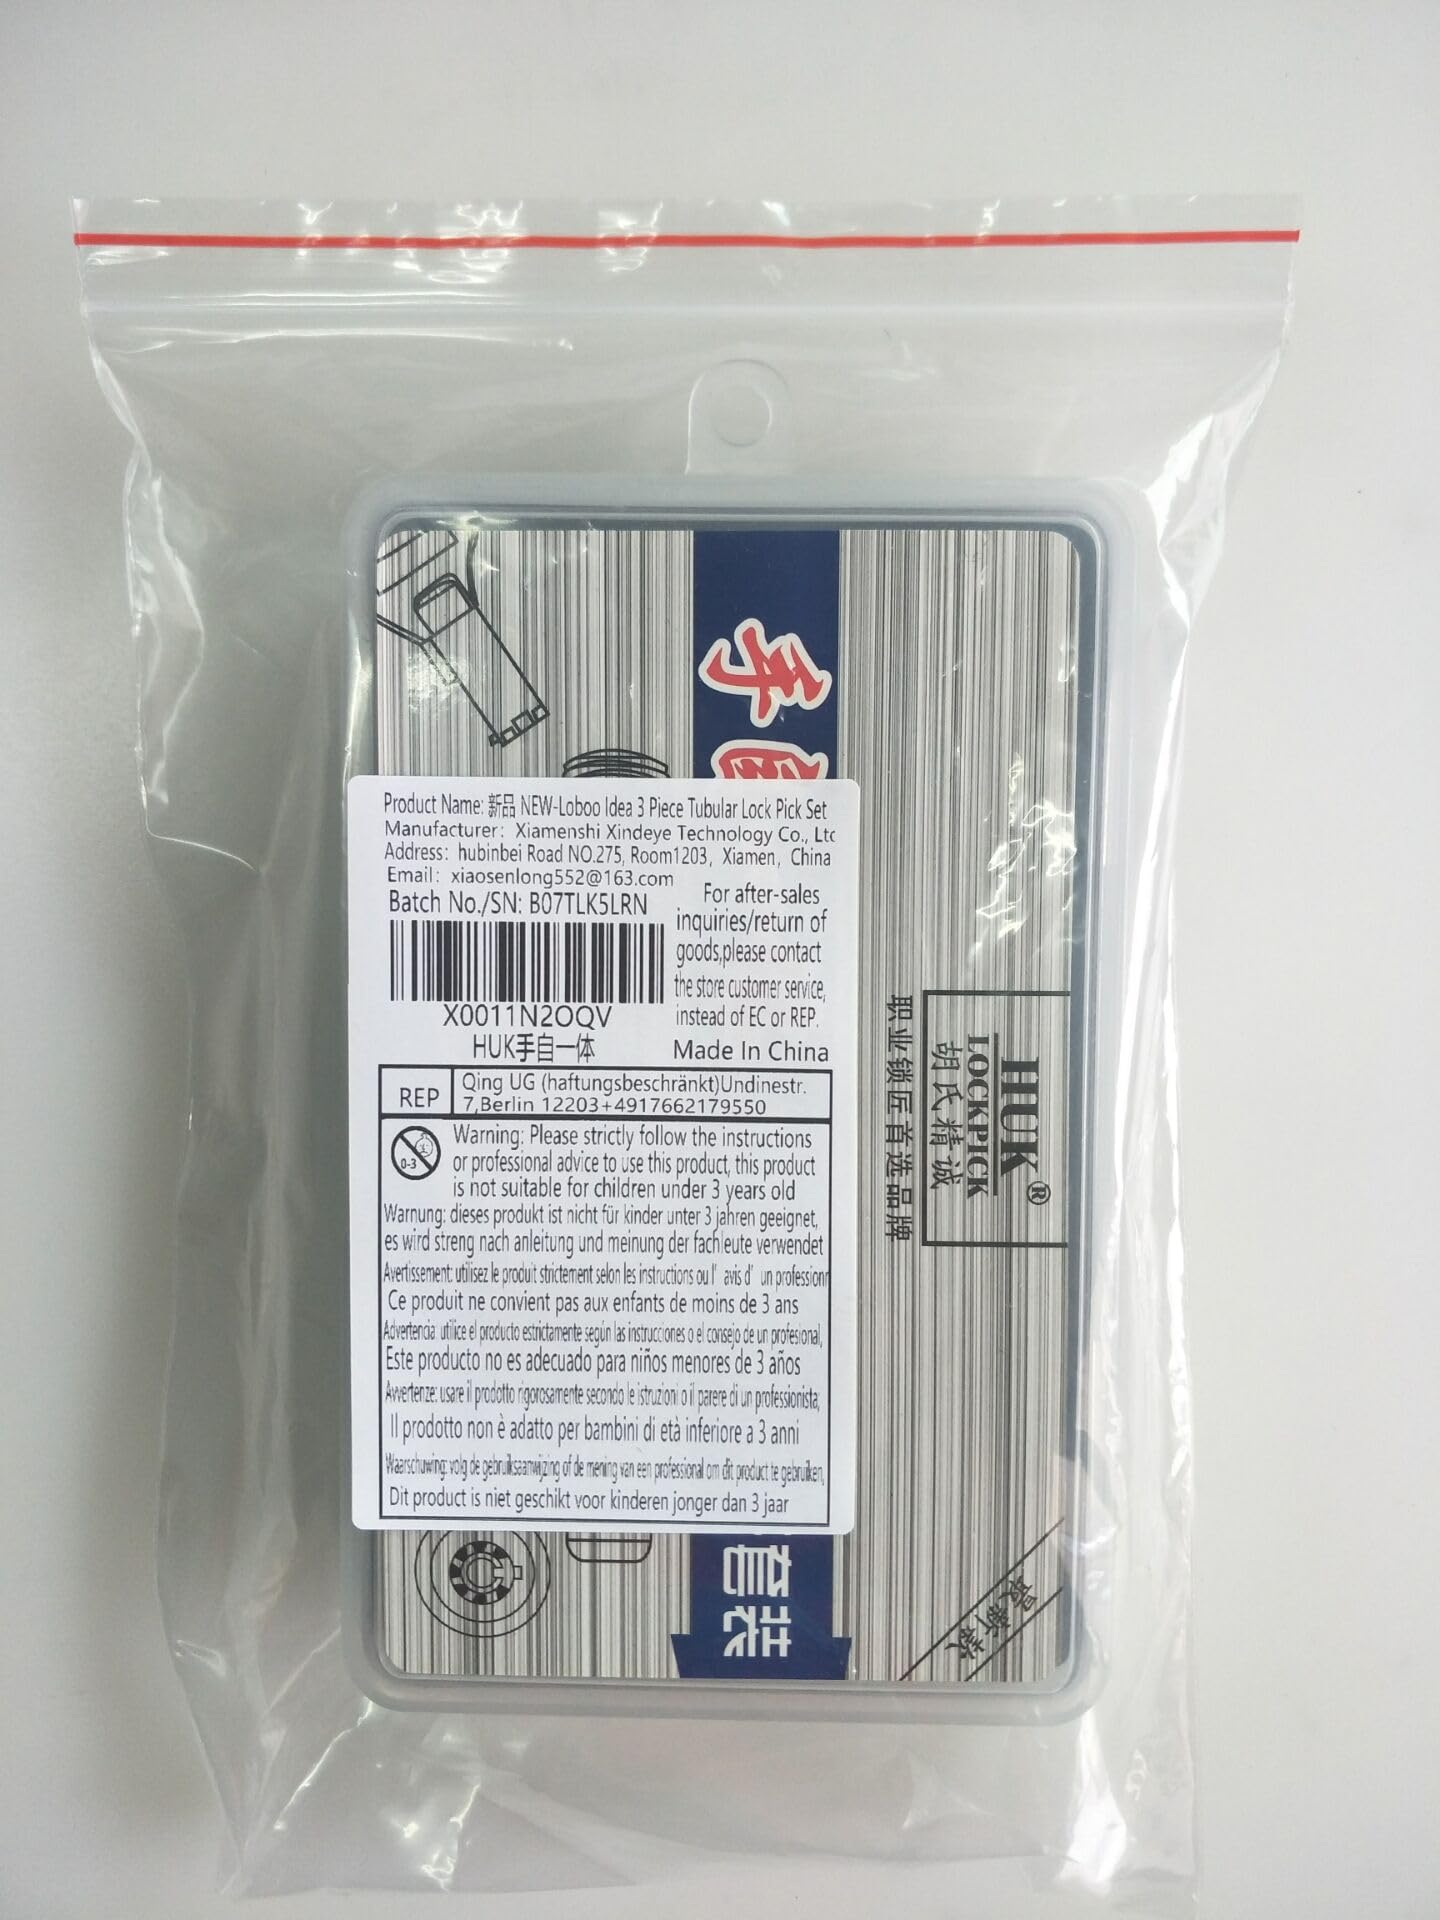 手
Product Name: 新品 NEW-Loboo Idea 3 Piece Tubular Lock Pick Set
Manufacturer: Xiamenshi Xindeye Technology Co., Ltd
Address: hubinbei Road NO.275, Room1203, Xiamen, China
Email: xiaosenlong552@163.com
Batch No./SN: B07TLK5LRN
X0011N2OQV
HUK手自一体
For after-sales
inquiries/return of
goods,please contact
the store customer service,
instead of EC or REP.
Made In China
REP
Qing UG (haftungsbeschränkt)Undinestr.
7,Berlin 12203+4917662179550
0-3
Warning: Please strictly follow the instructions
or professional advice to use this product, this product
is not suitable for children under 3 years old
Warnung: dieses produkt ist nicht für kinder unter 3 jahren geeignet,
es wird streng nach anleitung und meinung der fachleute verwendet
Avertissement: utilisez le produit strictement selon les instructions ou l' avis d' un professionr
Ce produit ne convient pas aux enfants de moins de 3 ans
Advertencia: utilice el producto estrictamente según las instrucciones o el consejo de un profesional,
Este producto no es adecuado para niños menores de 3 años
Avvertenze: usare il prodotto rigorosamente secondo le istruzioni o il parere di un professionista,
Il prodotto non è adatto per bambini di età inferiore a 3 anni
Waarschuwing: volg de gebruiksaanwijzing of de mening van een professional om dit product te gebruiken,
Dit product is niet geschikt voor kinderen jonger dan 3 jaar
套装
HUK®
LOCKPICK
胡氏精诚
职业锁匠首选品牌
最新款